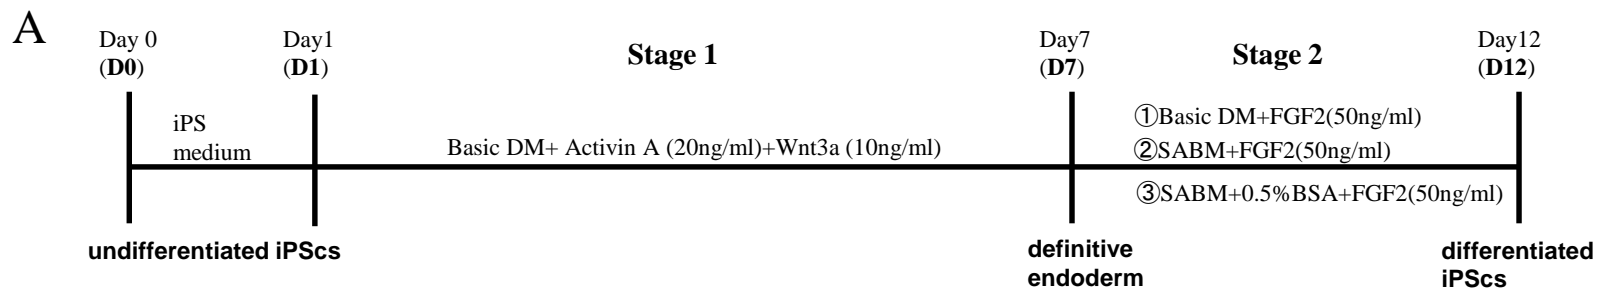 A
Day 0
(D0)
Day1
(D1)
Stage 1
Day7
(D7)
Stage 2
Day12
(D12)
iPS
medium
Basic DM+ Activin A (20ng/ml)+Wnt3a (10ng/ml)
①Basic DM+FGF2(50ng/ml)
②SABM+FGF2(50ng/ml)
③SABM+0.5%BSA+FGF2(50ng/ml)
undifferentiated iPScs
definitive
endoderm
differentiated
iPScs